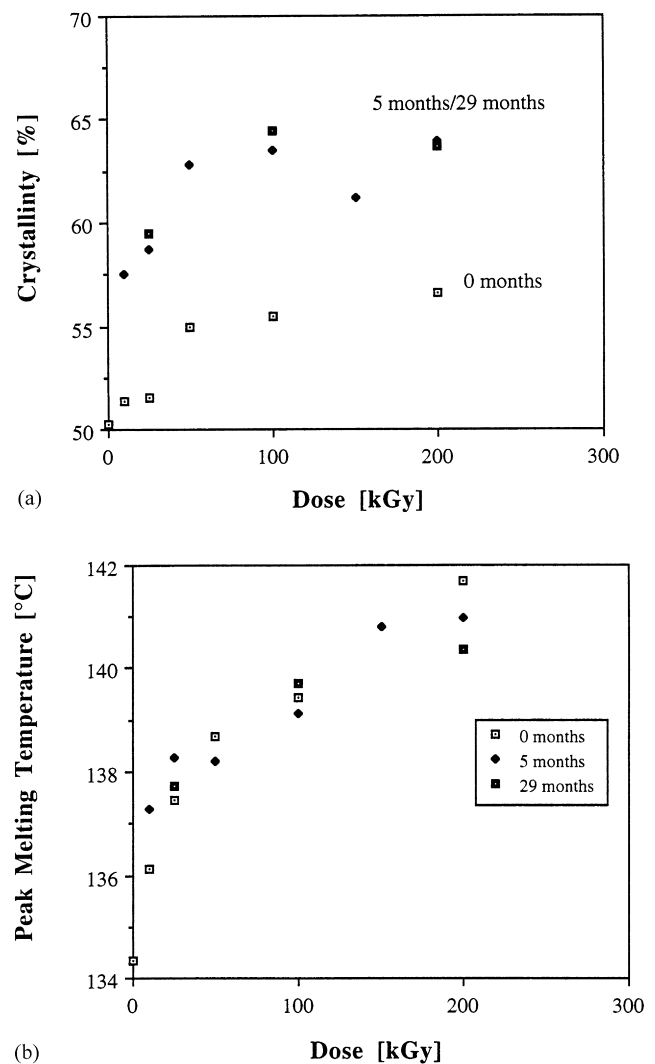 70
65
60
55
50
Crystallinty [%]
5 months/29 months
0 months
0
100
200
300
Dose [kGy]
(a)
142
140
138
136
134
Peak Melting Temperature [°C]
0 months
5 months
29 months
0
100
200
300
Dose [kGy]
(b)